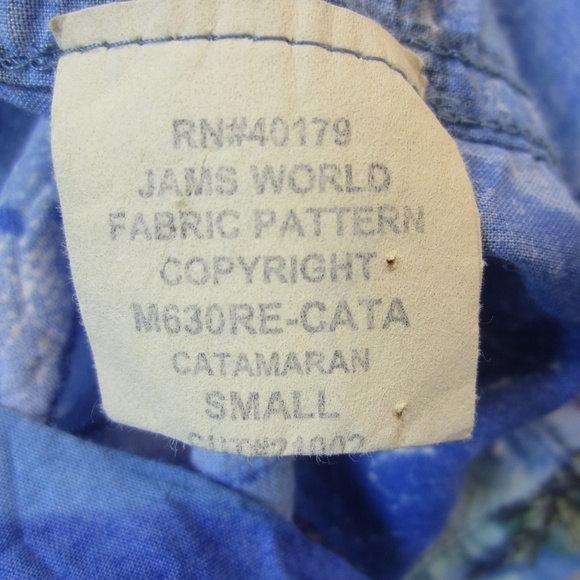 RN#40179
JAMS WORLD
FABRIC PATTERN
COPYRIGHT
M630RE-CATA
CATAMARAN
SMALL